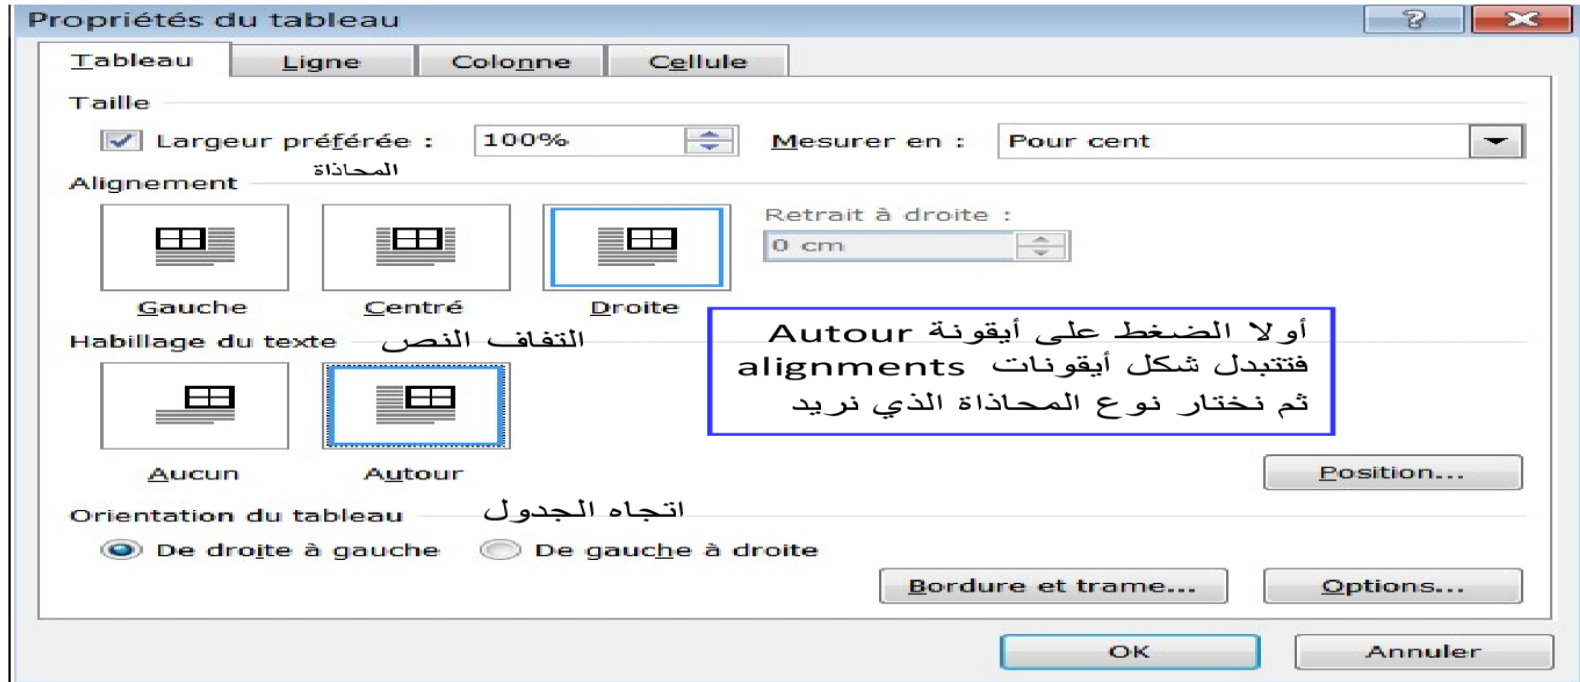 Propriétés du tableau
Tableau Ligne Colonne Cellule
Taille
Largeur préférée : 100% Mesurer en : Pour cent
المحاذاة
Alignement
Retrait à droite :
0 cm
Gauche Centré Droite
Habillage du texte التفاف النص
أولا الضغط على أيقونة Autour
فتتبدل شكل أيقونات alignments
ثم نختار نوع المحاذاة الذي نريد
Aucun Autour
Position...
Orientation du tableau اتجاه الجدول
De droite à gauche De gauche à droite
Bordure et trame... Options...
OK Annuler